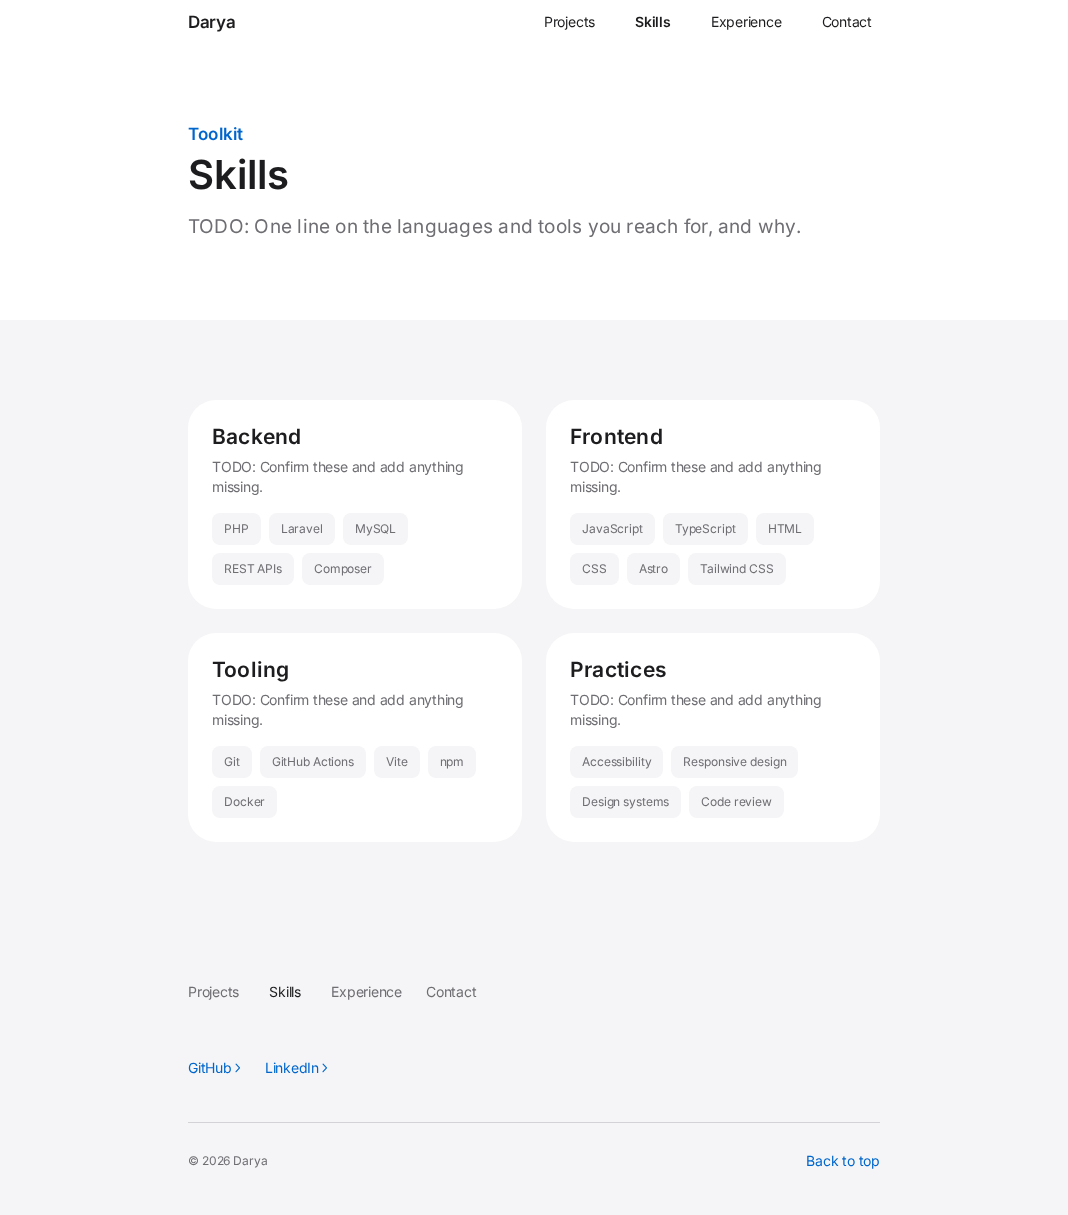 Darya Projects Skills Experience Contact
Toolkit
Skills
TODO: One line on the languages and tools you reach for, and why.
Backend
TODO: Confirm these and add anything
missing.
PHP Laravel MySQL
REST APIs Composer
Frontend
TODO: Confirm these and add anything
missing.
JavaScript TypeScript HTML
CSS Astro Tailwind CSS
Tooling
TODO: Confirm these and add anything
missing.
Git GitHub Actions Vite npm
Docker
Practices
TODO: Confirm these and add anything
missing.
Accessibility Responsive design
Design systems Code review
Projects Skills Experience Contact
GitHub LinkedIn
© 2026 Darya Back to top